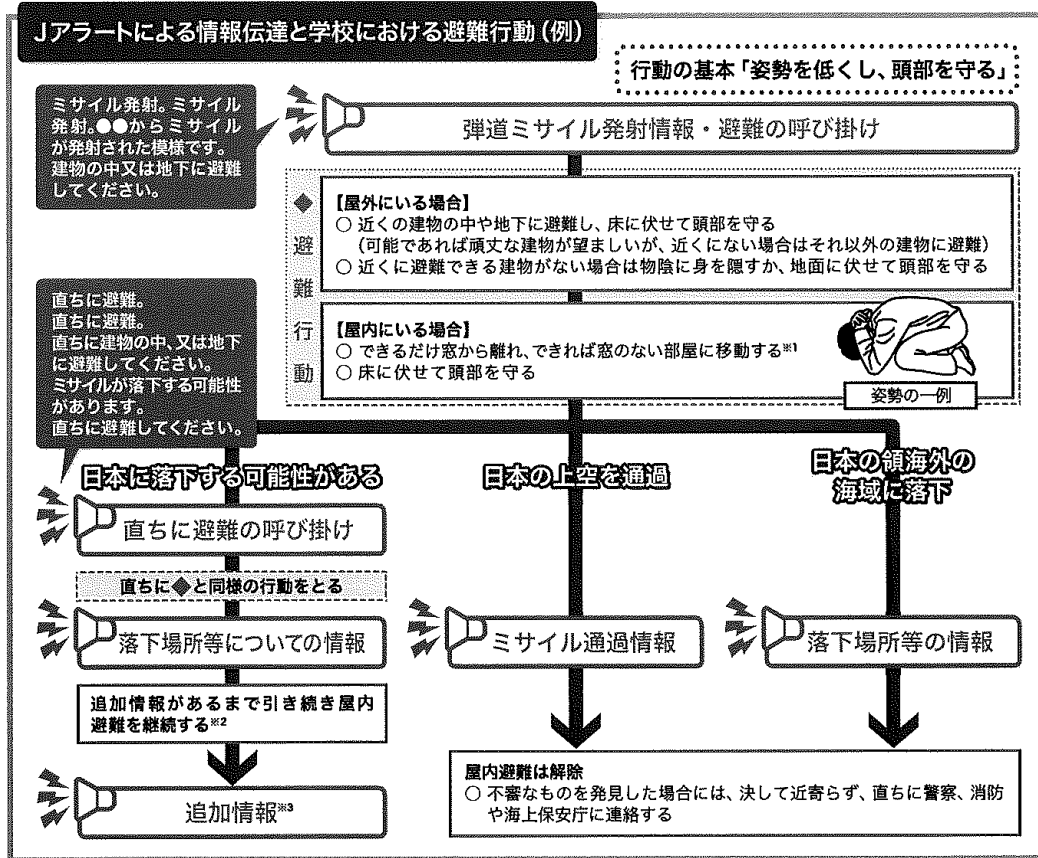 Jアラートによる情報伝達と学校における避難行動（例）
行動の基本「姿勢を低くし、頭部を守る」
ミサイル発射。ミサイル
発射。●●からミサイル
が発射された模様です。
建物の中又は地下に避難
してください。
弾道ミサイル発射情報・避難の呼び掛け
◆避難行動
【屋外にいる場合】
○ 近くの建物の中や地下に避難し、床に伏せて頭部を守る
（可能であれば頑丈な建物が望ましいが、近くにない場合はそれ以外の建物に避難）
○ 近くに避難できる建物がない場合は物陰に身を隠すか、地面に伏せて頭部を守る
【屋内にいる場合】
○ できるだけ窓から離れ、できれば窓のない部屋に移動する※1
○ 床に伏せて頭部を守る
姿勢の一例
直ちに避難。
直ちに避難。
直ちに建物の中、又は地下
に避難してください。
ミサイルが落下する可能性
があります。
直ちに避難してください。
日本に落下する可能性がある
直ちに避難の呼び掛け
直ちに◆と同様の行動をとる
落下場所等についての情報
追加情報があるまで引き続き屋内
避難を継続する※2
追加情報※3
日本の上空を通過
ミサイル通過情報
日本の領海外の
海域に落下
落下場所等の情報
屋内避難は解除
○ 不審なものを発見した場合には、決して近寄らず、直ちに警察、消防
や海上保安庁に連絡する